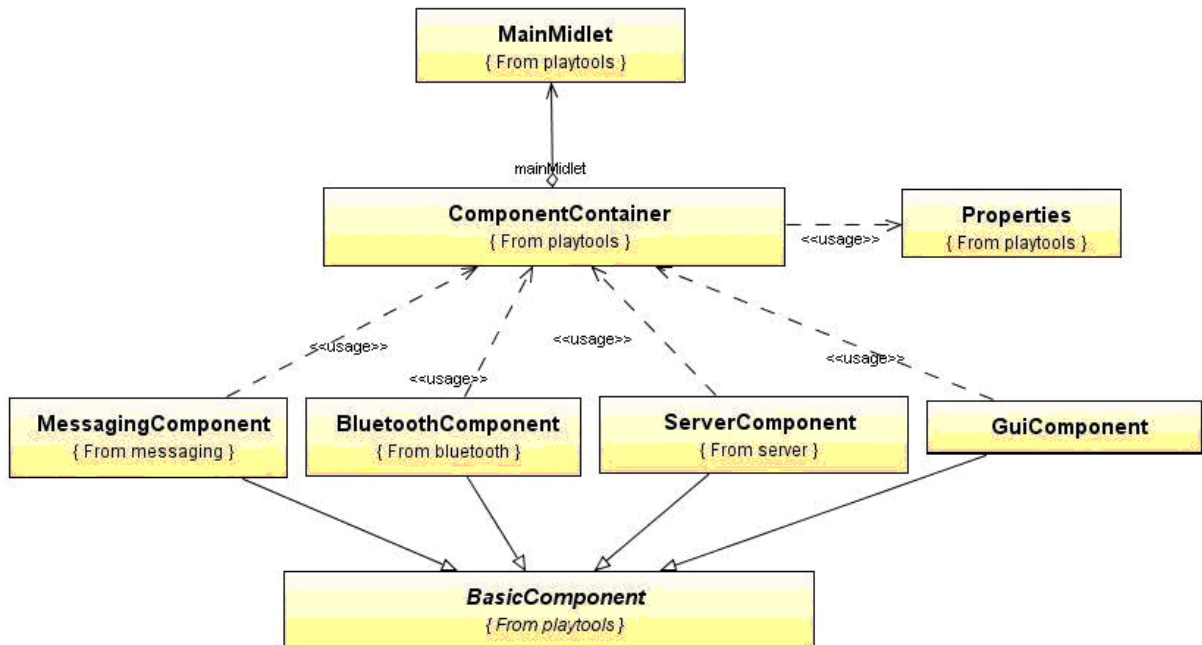 MainMidlet
{ From playtools }
mainMidlet
ComponentContainer
{ From playtools }
Properties
{ From playtools }
<<usage>>
<<usage>>
<<usage>>
<<usage>>
<<usage>>
MessagingComponent
{ From messaging }
BluetoothComponent
{ From bluetooth }
ServerComponent
{ From server }
GuiComponent
BasicComponent
{ From playtools }